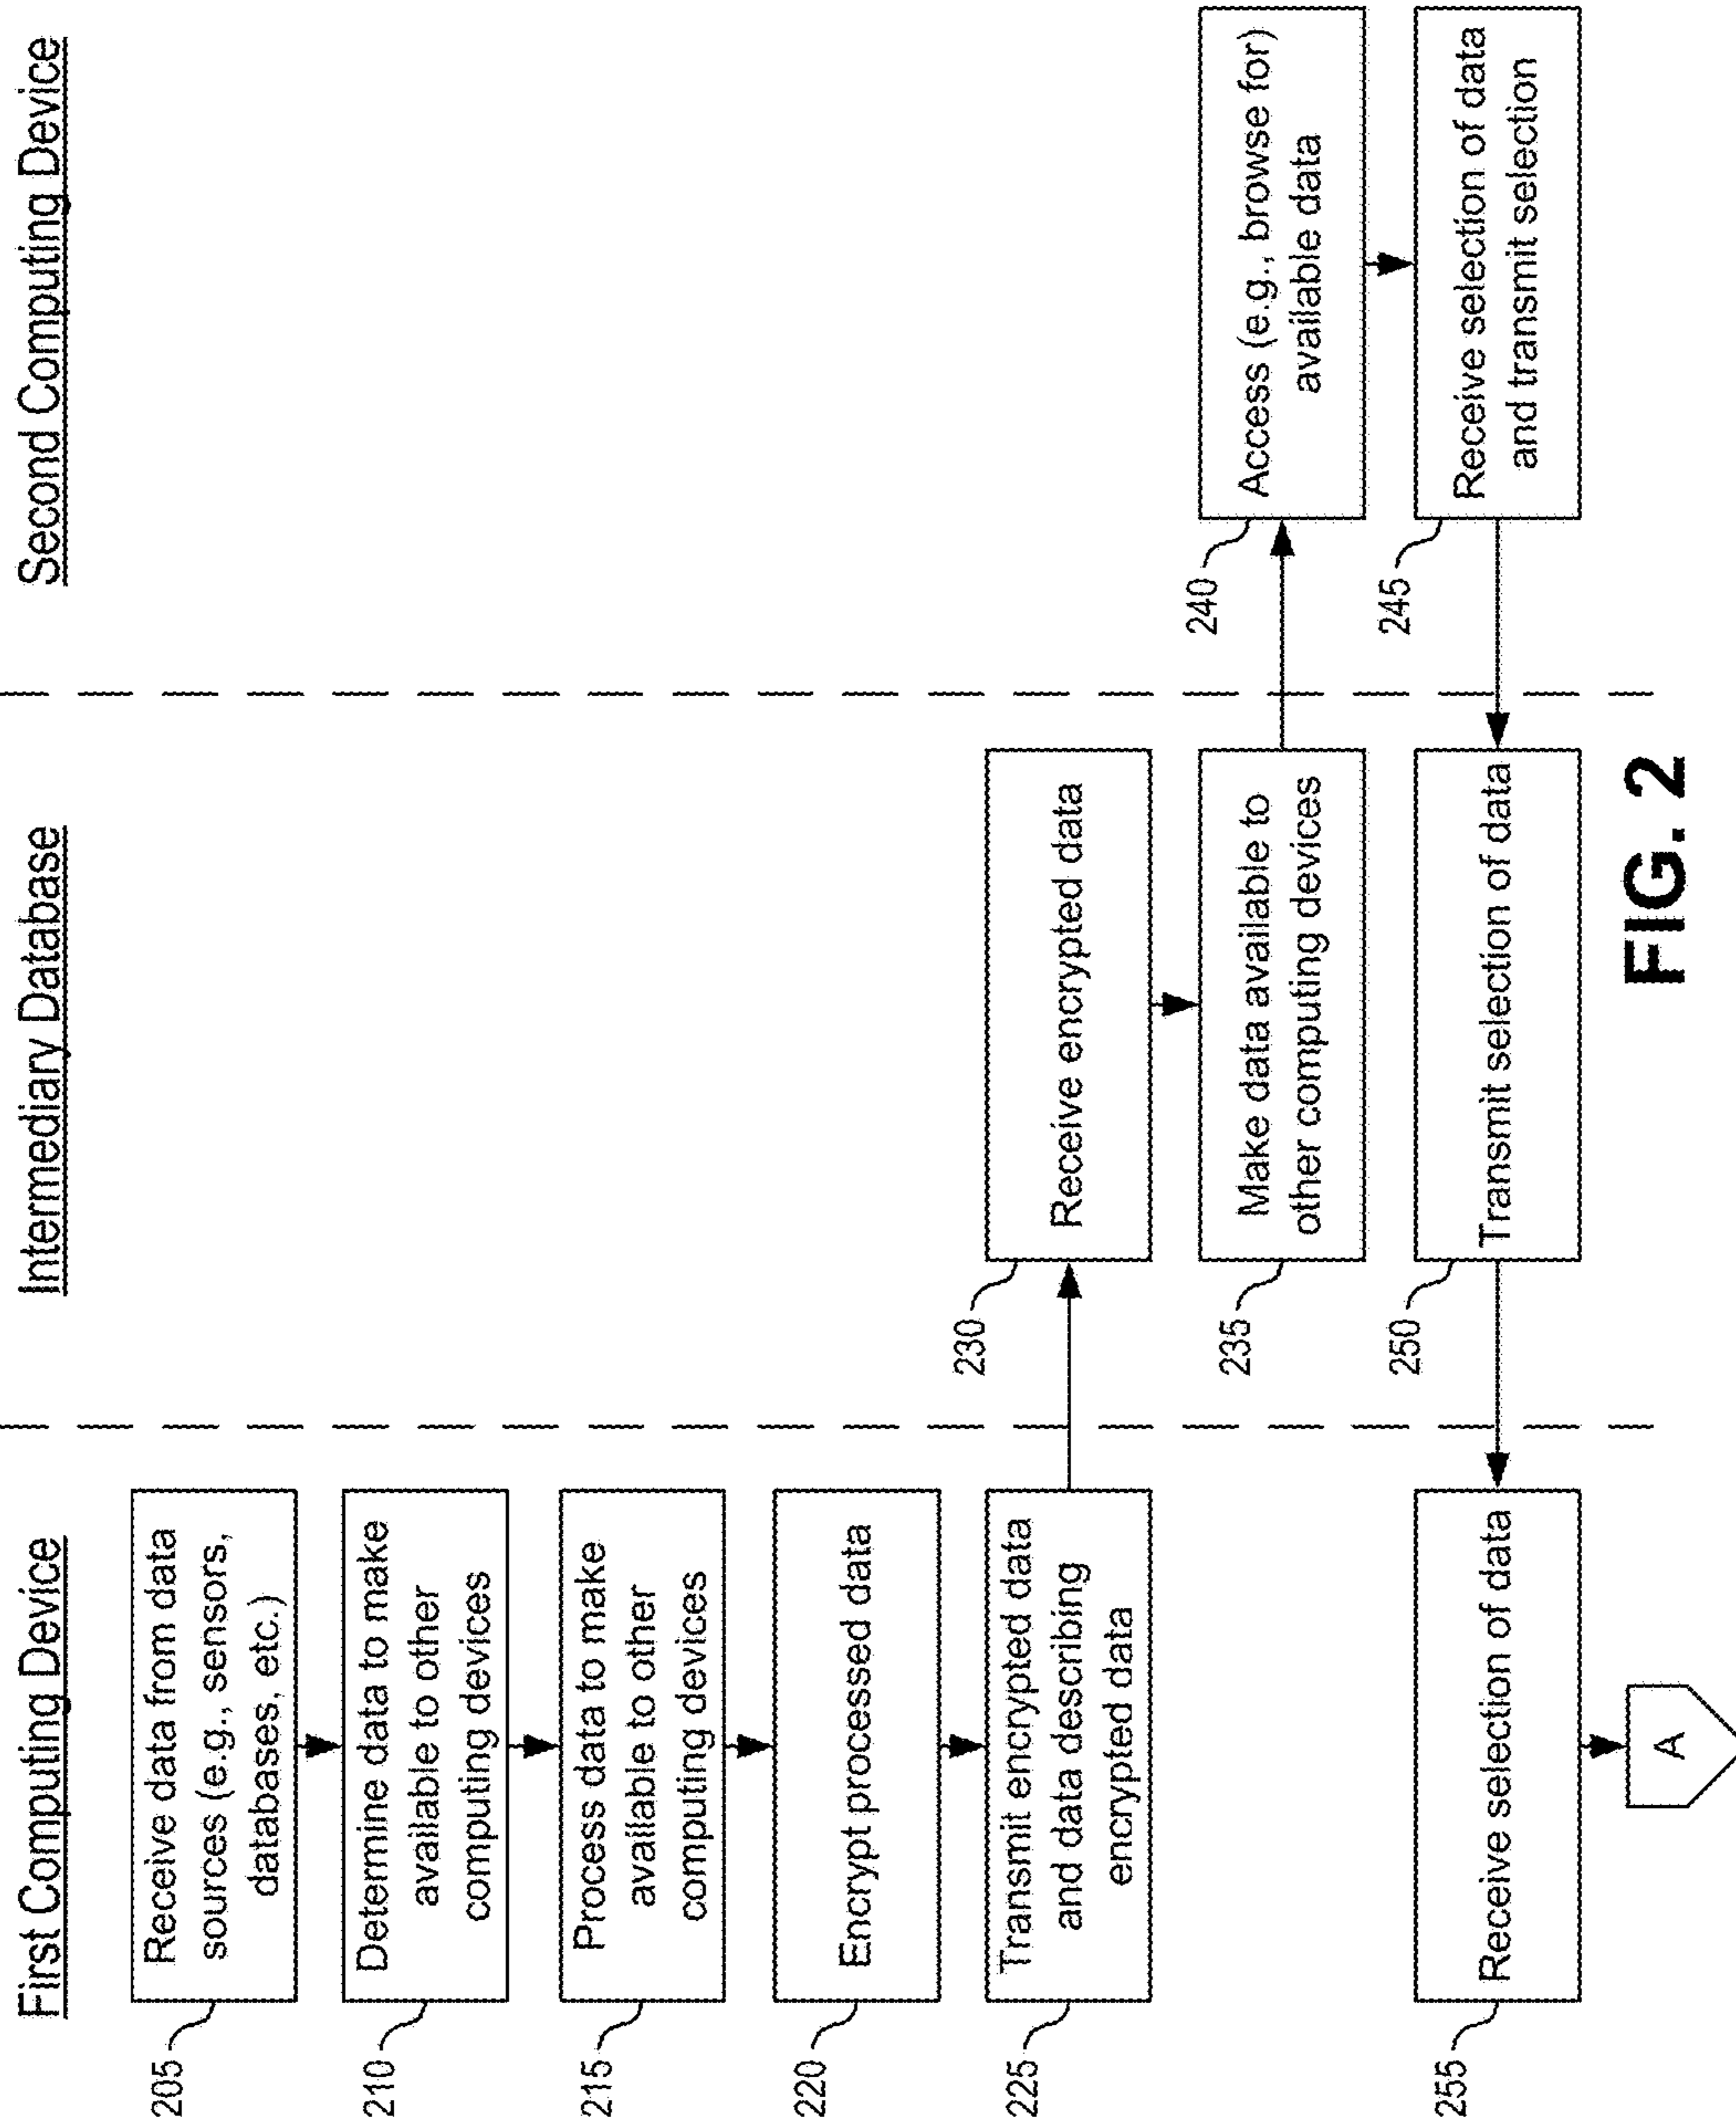 First Computing Device
Intermediary Database
Second Computing Device
205
Receive data from data
sources (e.g., sensors,
databases, etc.)
210
Determine data to make
available to other
computing devices
215
Process data to make
available to other
computing devices
220
Encrypt processed data
225
Transmit encrypted data
and data describing
encrypted data
230
Receive encrypted data
235
Make data available to
other computing devices
240
Access (e.g., browse for)
available data
245
Receive selection of data
and transmit selection
250
Transmit selection of data
255
Receive selection of data
A
FIG. 2